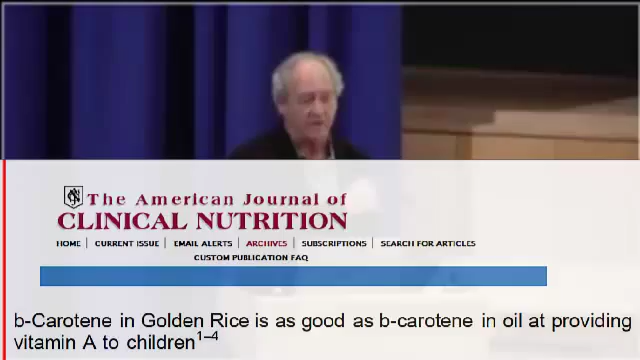 The American Journal of
CLINICAL NUTRITION
HOME | CURRENT ISSUE | EMAIL ALERTS | ARCHIVES | SUBSCRIPTIONS | SEARCH FOR ARTICLES
CUSTOM PUBLICATION FAQ
b-Carotene in Golden Rice is as good as b-carotene in oil at providing
vitamin A to children1–4